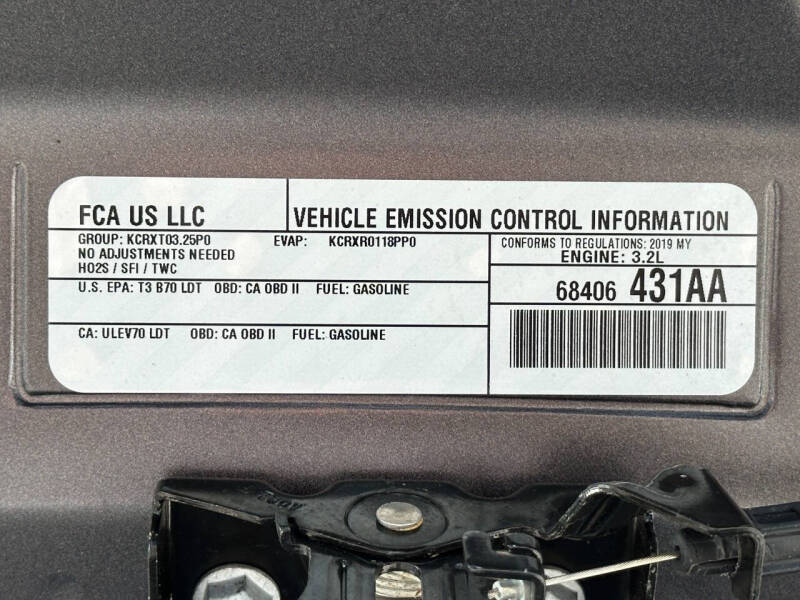 FCA US LLC
VEHICLE EMISSION CONTROL INFORMATION
GROUP: KCRXT03.25P0 EVAP: KCRXR0118PP0
NO ADJUSTMENTS NEEDED
HO2S / SFI / TWC
CONFORMS TO REGULATIONS: 2019 MY
ENGINE: 3.2L
U.S. EPA: T3 B70 LDT OBD: CA OBD II FUEL: GASOLINE
68406 431AA
CA: ULEV70 LDT OBD: CA OBD II FUEL: GASOLINE